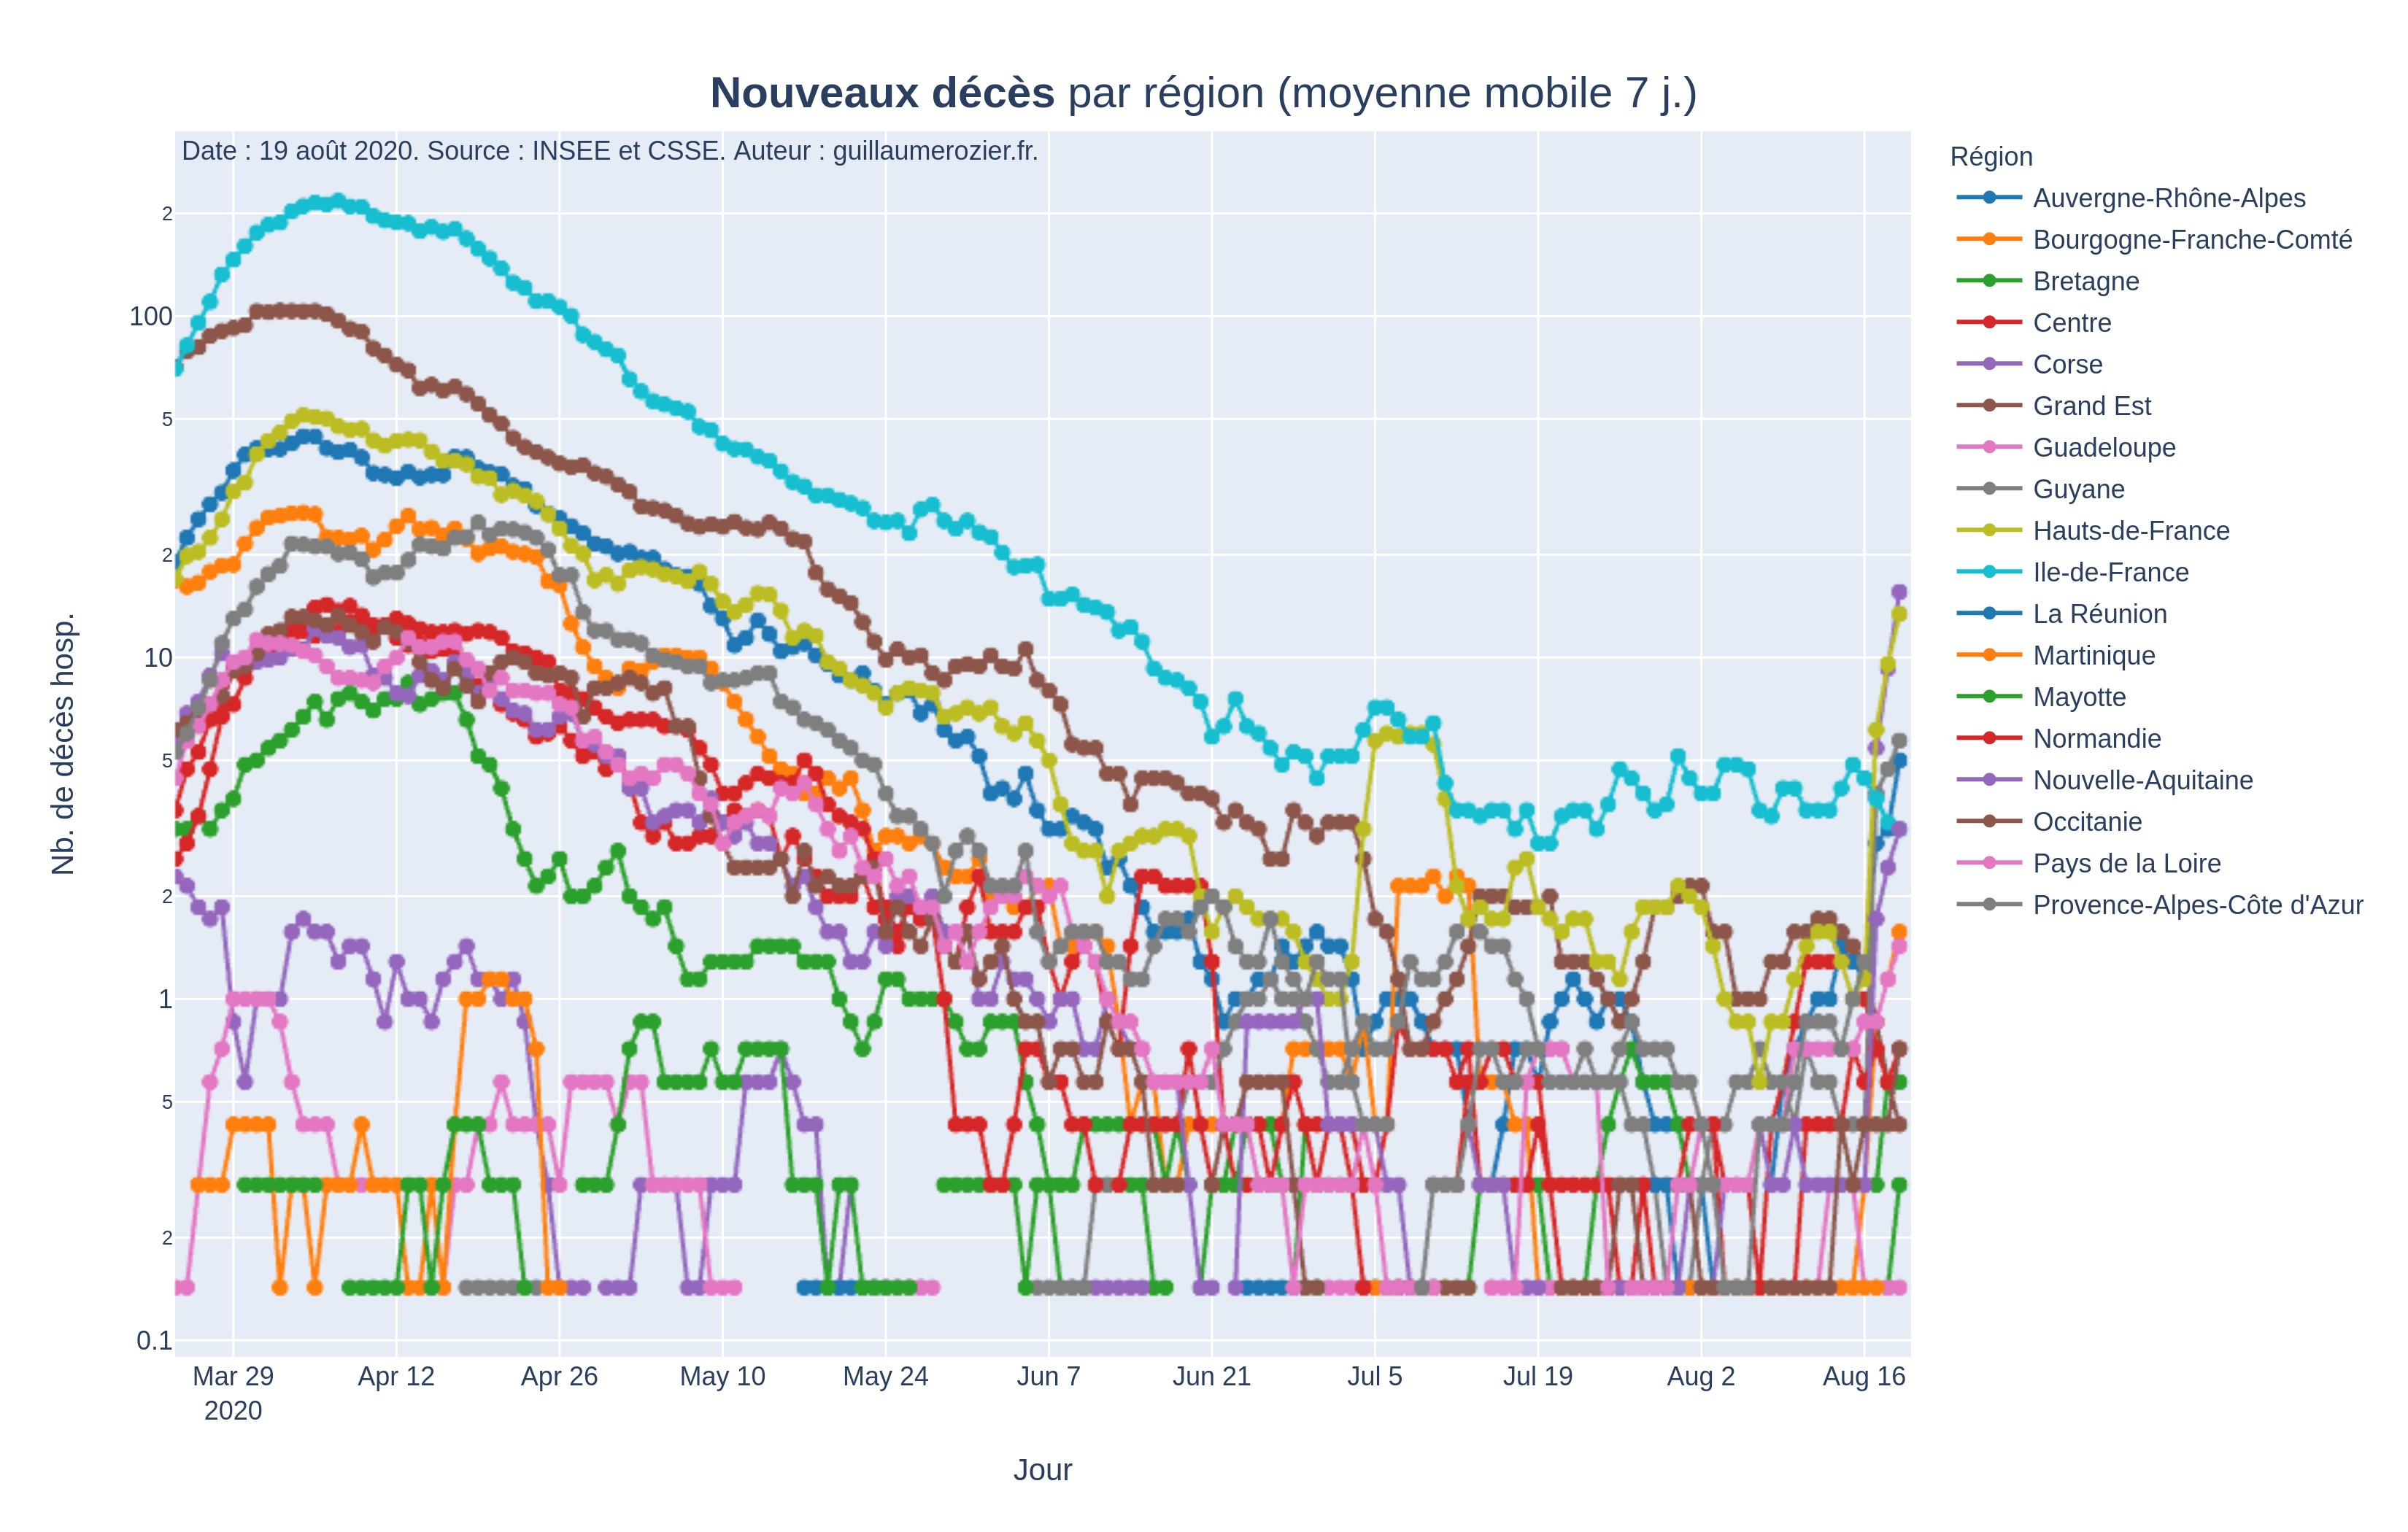 Nouveaux décès par région (moyenne mobile 7 j.)
Date : 19 août 2020. Source : INSEE et CSSE. Auteur : guillaumerozier.fr.
Nb. de décès hosp.
2
100
5
2
10
5
2
1
5
2
0.1
Mar 29 Apr 12 Apr 26 May 10 May 24 Jun 7 Jun 21 Jul 5 Jul 19 Aug 2 Aug 16
2020
Jour
Région
Auvergne-Rhône-Alpes
Bourgogne-Franche-Comté
Bretagne
Centre
Corse
Grand Est
Guadeloupe
Guyane
Hauts-de-France
Ile-de-France
La Réunion
Martinique
Mayotte
Normandie
Nouvelle-Aquitaine
Occitanie
Pays de la Loire
Provence-Alpes-Côte d'Azur